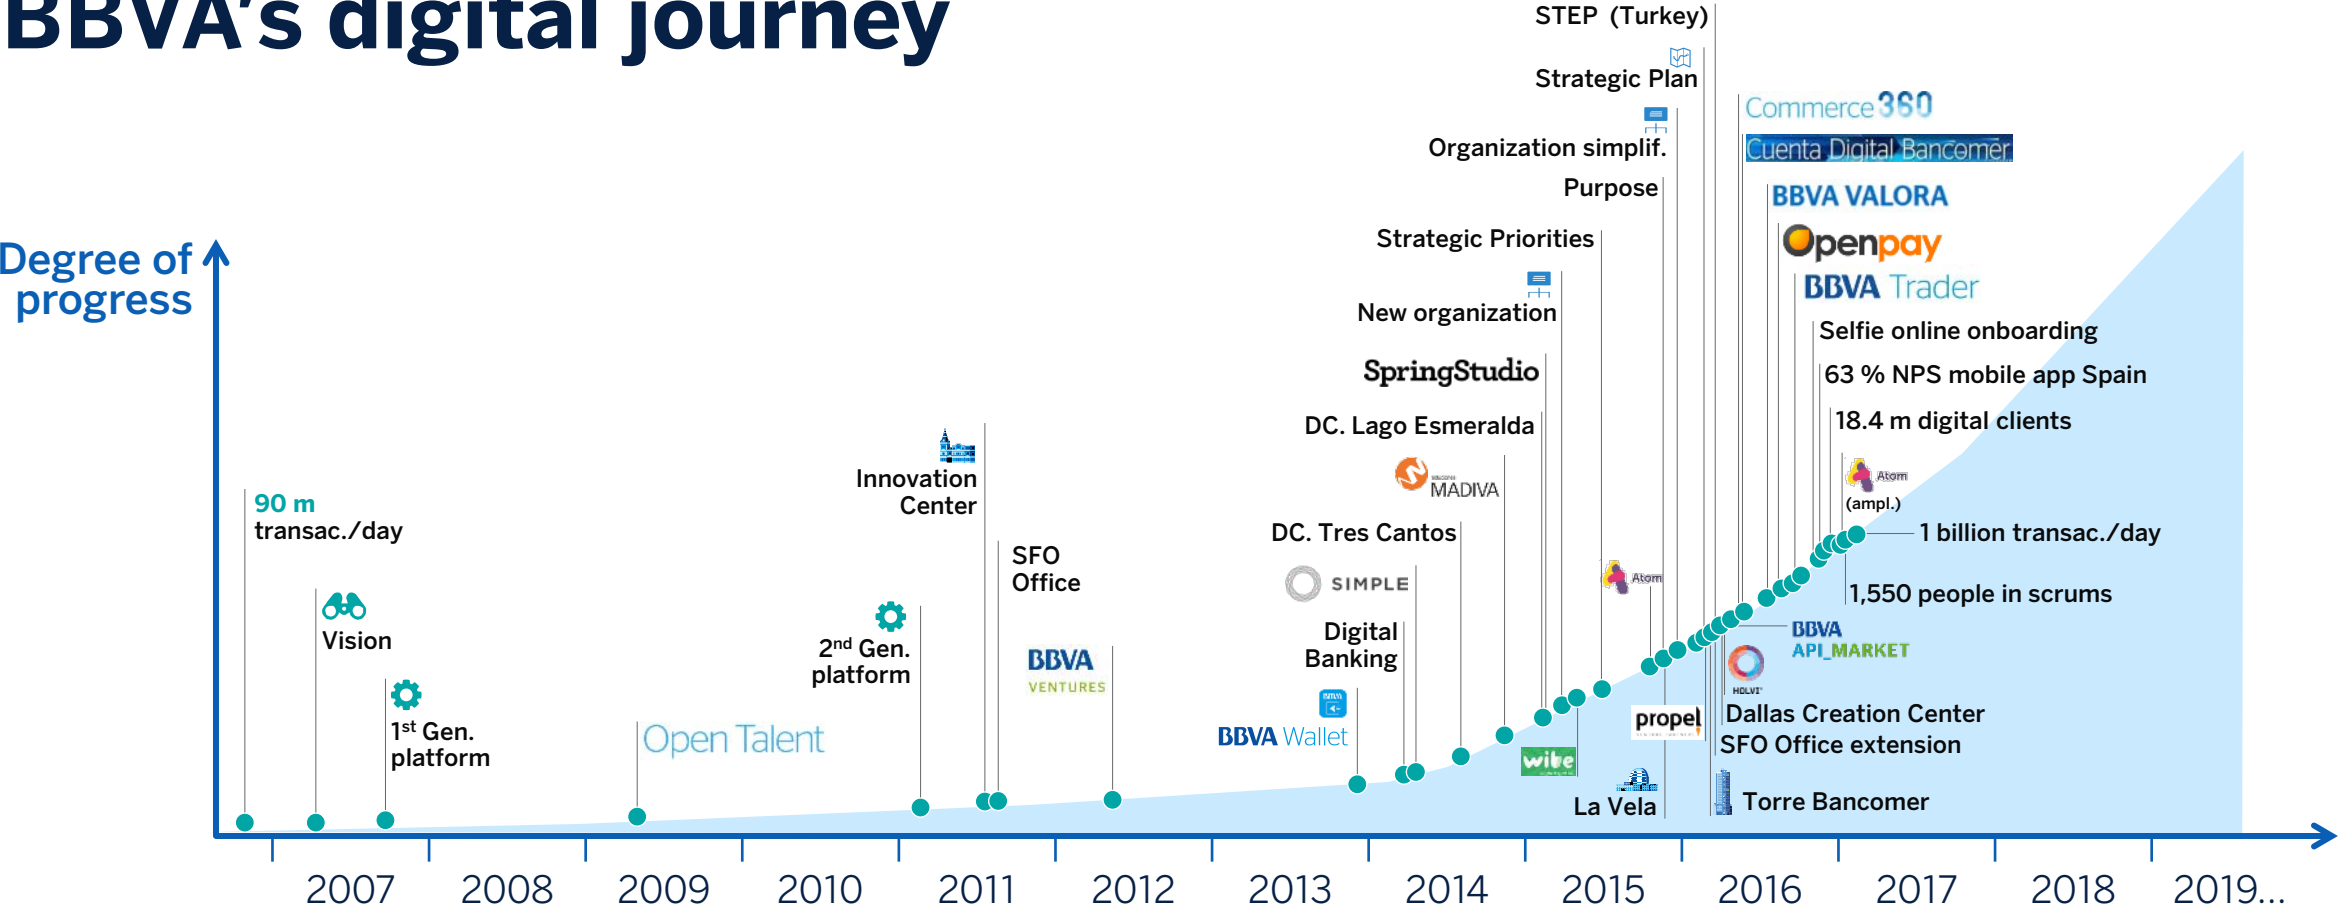 BBVA's digital journey
STEP (Turkey)
Strategic Plan
Commerce360
Organization simplif.
Cuenta Digital Bancomer
Purpose
BBVA VALORA
Strategic Priorities
Openpay
Degree of
progress
BBVA Trader
New organization
Selfie online onboarding
SpringStudio
63 % NPS mobile app Spain
DC. Lago Esmeralda
18.4 m digital clients
Innovation
Center
MADIVA
Atom
(ampl.)
90 m
transac./day
DC. Tres Cantos
1 billion transac./day
SFO
Office
SIMPLE
Atom
1,550 people in scrums
Vision
2nd Gen.
platform
Digital
Banking
BBVA
API_MARKET
BBVA
VENTURES
HOLVI
1st Gen.
platform
Open Talent
BBVA
BBVA Wallet
propel
Dallas Creation Center
SFO Office extension
wibe
La Vela
Torre Bancomer
2007 2008 2009 2010 2011 2012 2013 2014 2015 2016 2017 2018 2019...